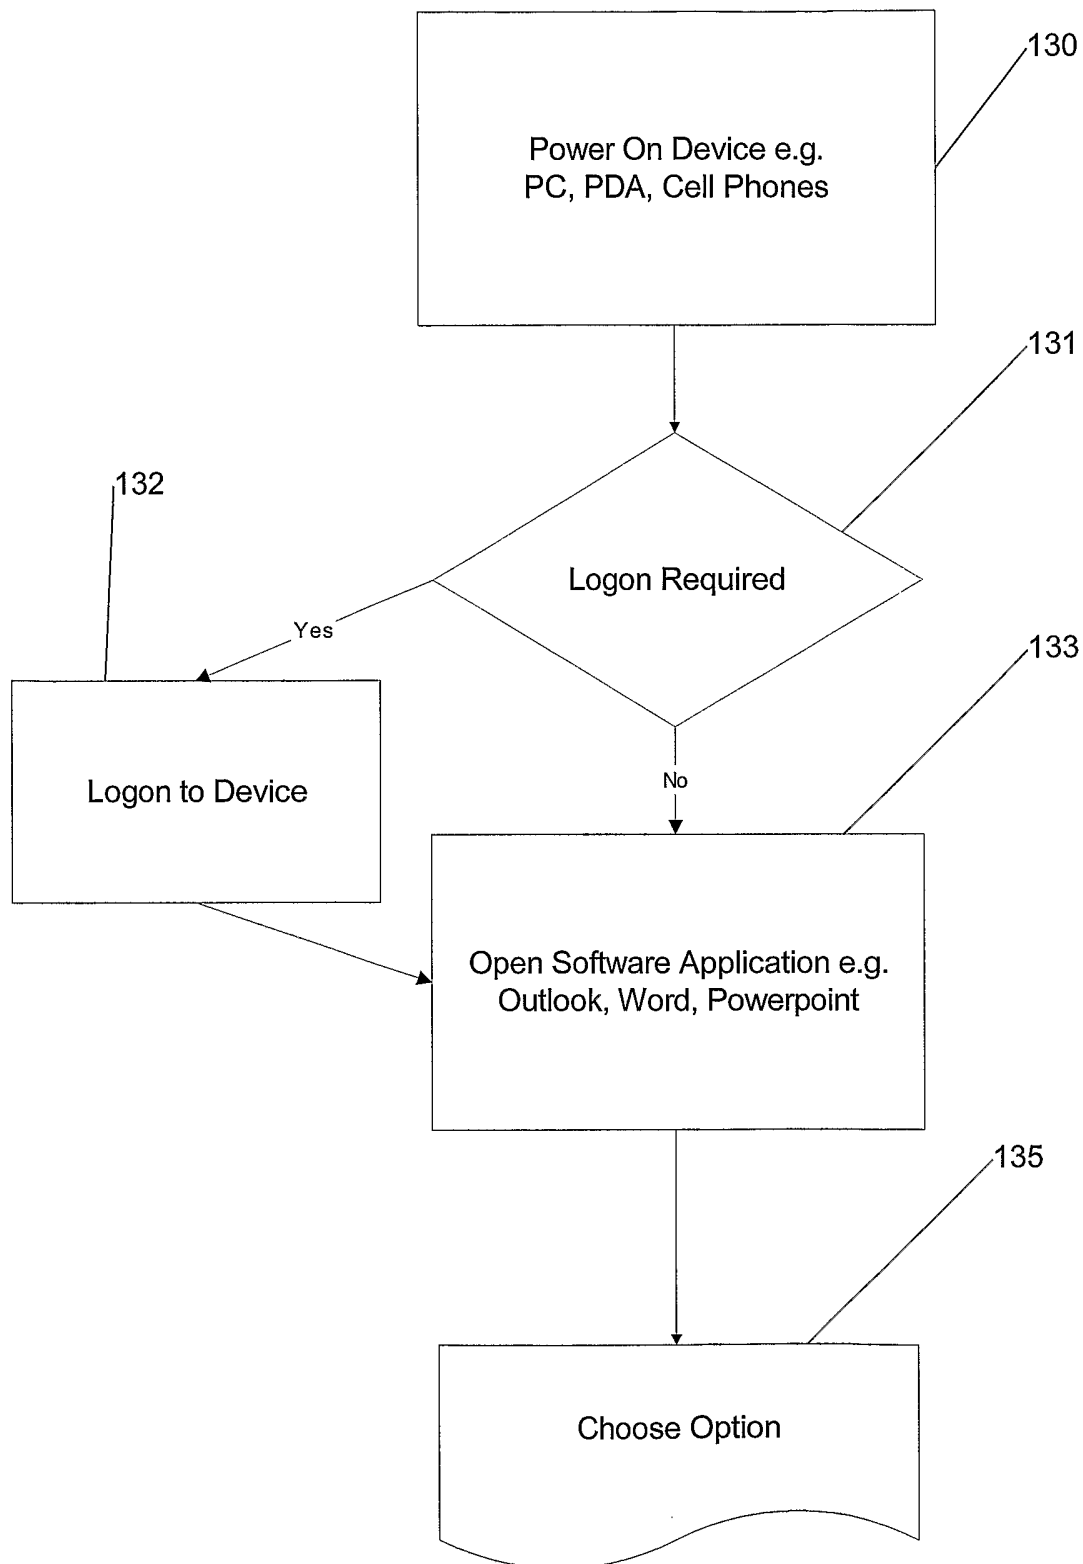 130
Power On Device e.g.
PC, PDA, Cell Phones
131
132
Logon Required
Yes
133
Logon to Device
No
Open Software Application e.g.
Outlook, Word, Powerpoint
135
Choose Option